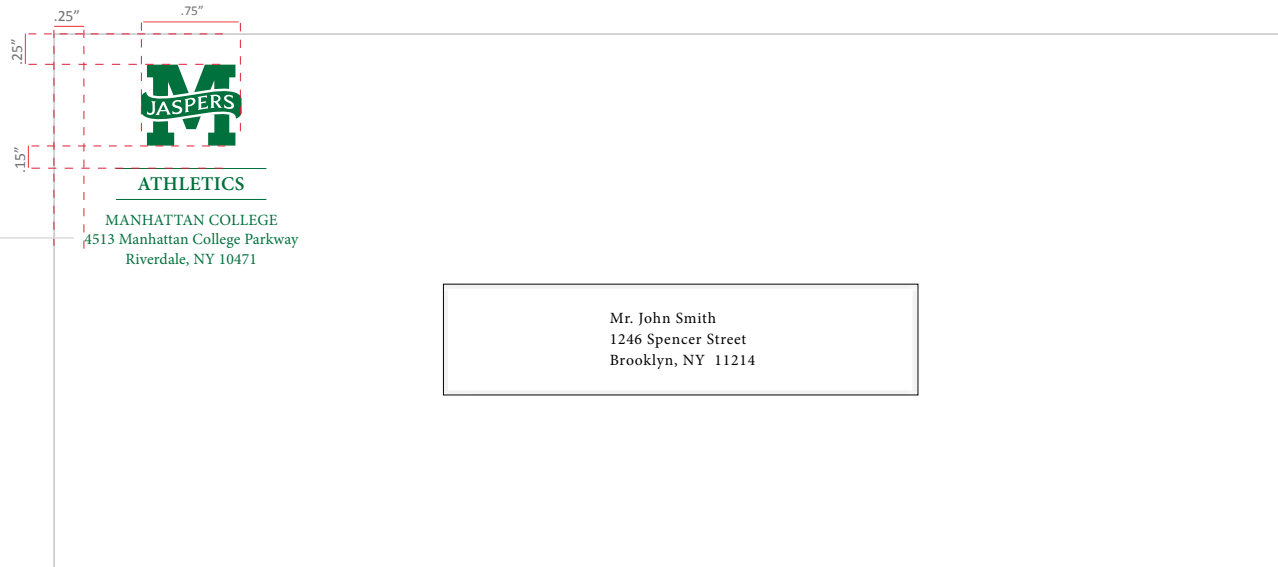 .25”
.75”
.25”
JASPERS
.15”
ATHLETICS
MANHATTAN COLLEGE
4513 Manhattan College Parkway
Riverdale, NY 10471
Mr. John Smith
1246 Spencer Street
Brooklyn, NY  11214